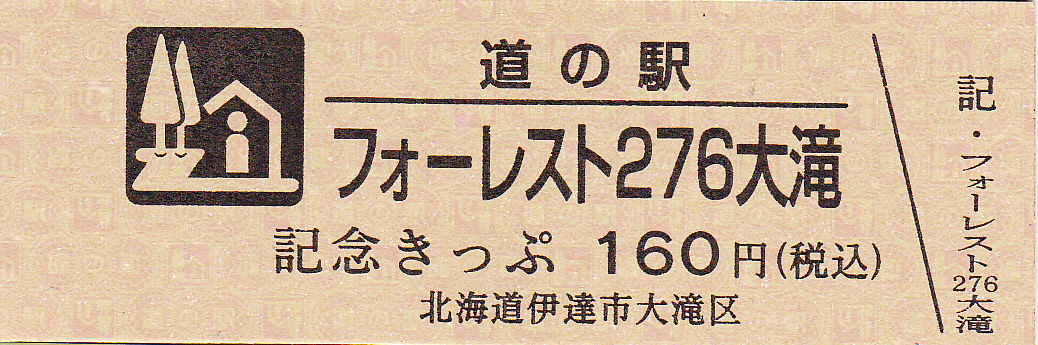 道の駅
フォーレスト276大滝
記念きっぷ 160円(税込)
北海道伊達市大滝区
記・フォーレスト276大滝